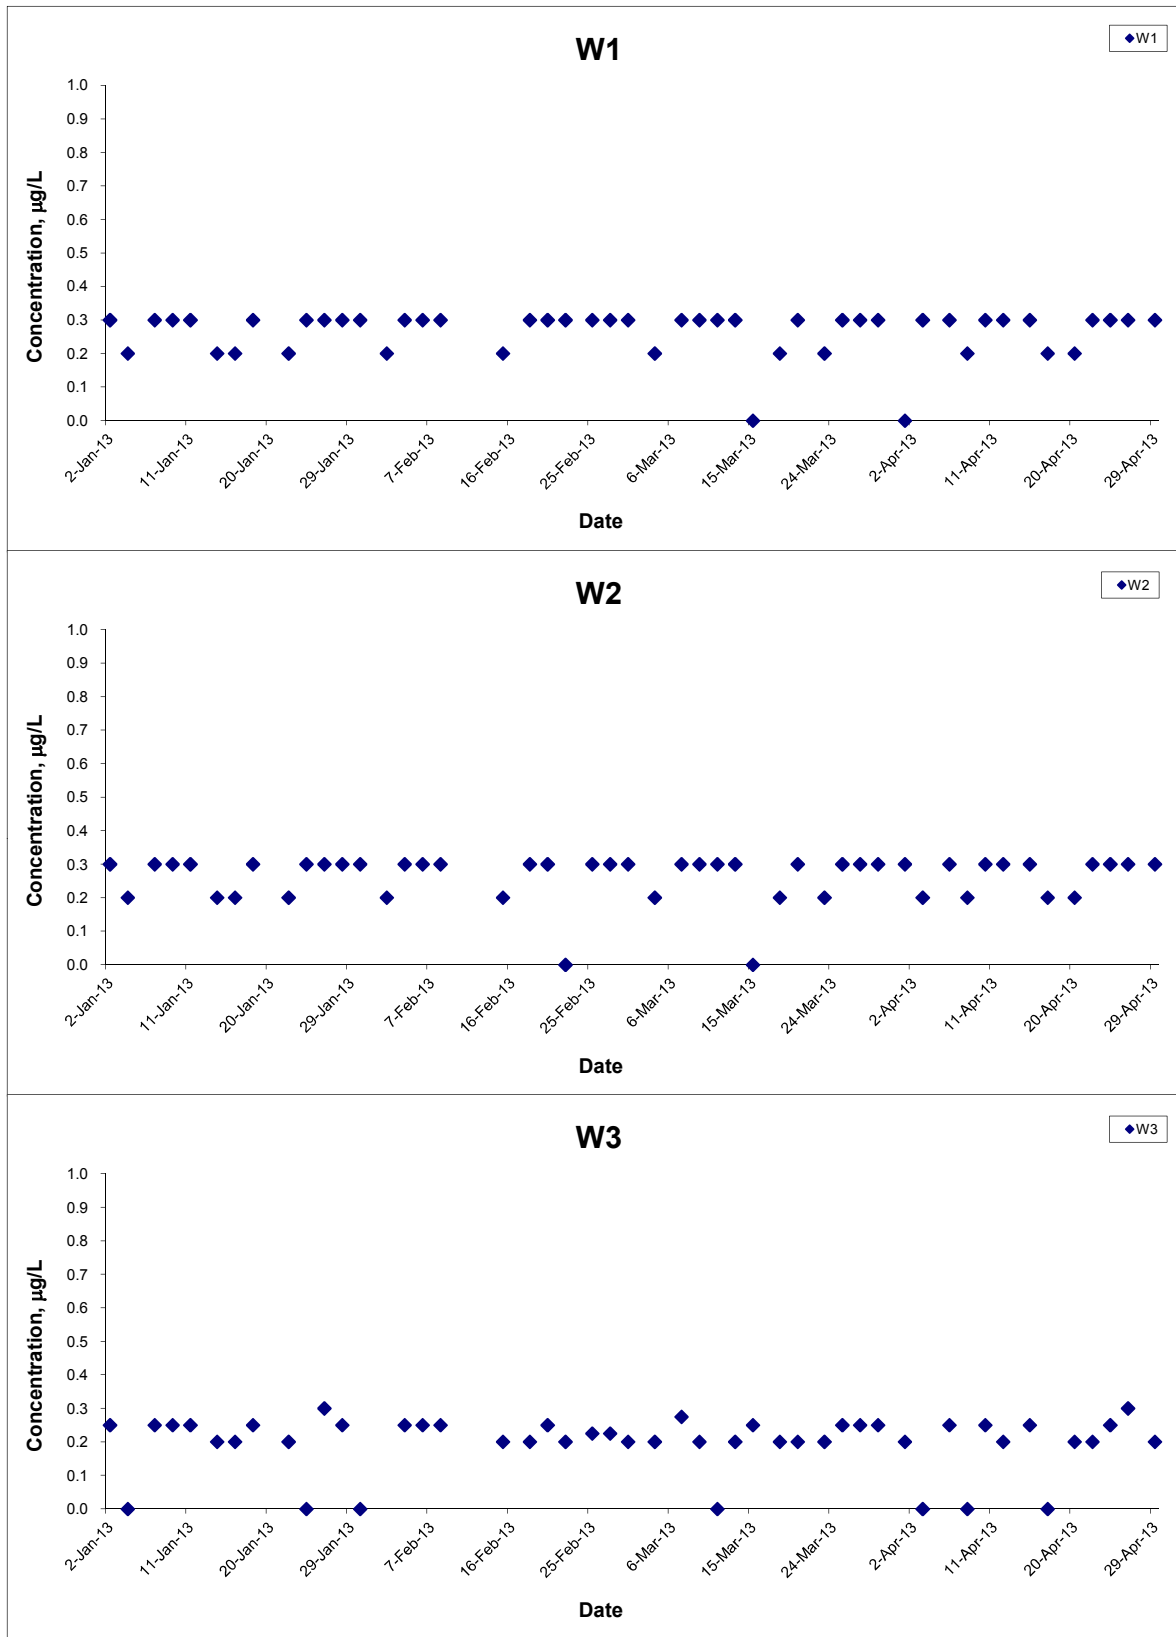 W1
W1
Concentration, µg/L
1.0
0.9
0.8
0.7
0.6
0.5
0.4
0.3
0.2
0.1
0.0
2-Jan-13 11-Jan-13 20-Jan-13 29-Jan-13 7-Feb-13 16-Feb-13 25-Feb-13 6-Mar-13 15-Mar-13 24-Mar-13 2-Apr-13 11-Apr-13 20-Apr-13 29-Apr-13
Date
W2
W2
Concentration, µg/L
1.0
0.9
0.8
0.7
0.6
0.5
0.4
0.3
0.2
0.1
0.0
2-Jan-13 11-Jan-13 20-Jan-13 29-Jan-13 7-Feb-13 16-Feb-13 25-Feb-13 6-Mar-13 15-Mar-13 24-Mar-13 2-Apr-13 11-Apr-13 20-Apr-13 29-Apr-13
Date
W3
W3
Concentration, µg/L
1.0
0.9
0.8
0.7
0.6
0.5
0.4
0.3
0.2
0.1
0.0
2-Jan-13 11-Jan-13 20-Jan-13 29-Jan-13 7-Feb-13 16-Feb-13 25-Feb-13 6-Mar-13 15-Mar-13 24-Mar-13 2-Apr-13 11-Apr-13 20-Apr-13 29-Apr-13
Date